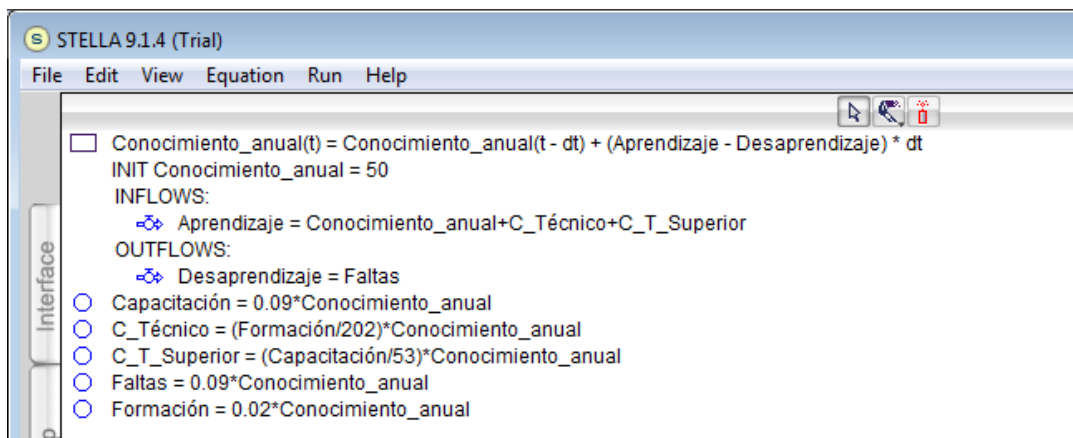 STELLA 9.1.4 (Trial)
File Edit View Equation Run Help
Conocimiento_anual(t) = Conocimiento_anual(t - dt) + (Aprendizaje - Desaprendizaje) * dt
INIT Conocimiento_anual = 50
INFLOWS:
Aprendizaje = Conocimiento_anual+C_Técnico+C_T_Superior
OUTFLOWS:
Desaprendizaje = Faltas
Capacitación = 0.09*Conocimiento_anual
C_Técnico = (Formación/202)*Conocimiento_anual
C_T_Superior = (Capacitación/53)*Conocimiento_anual
Faltas = 0.09*Conocimiento_anual
Formación = 0.02*Conocimiento_anual
Interface